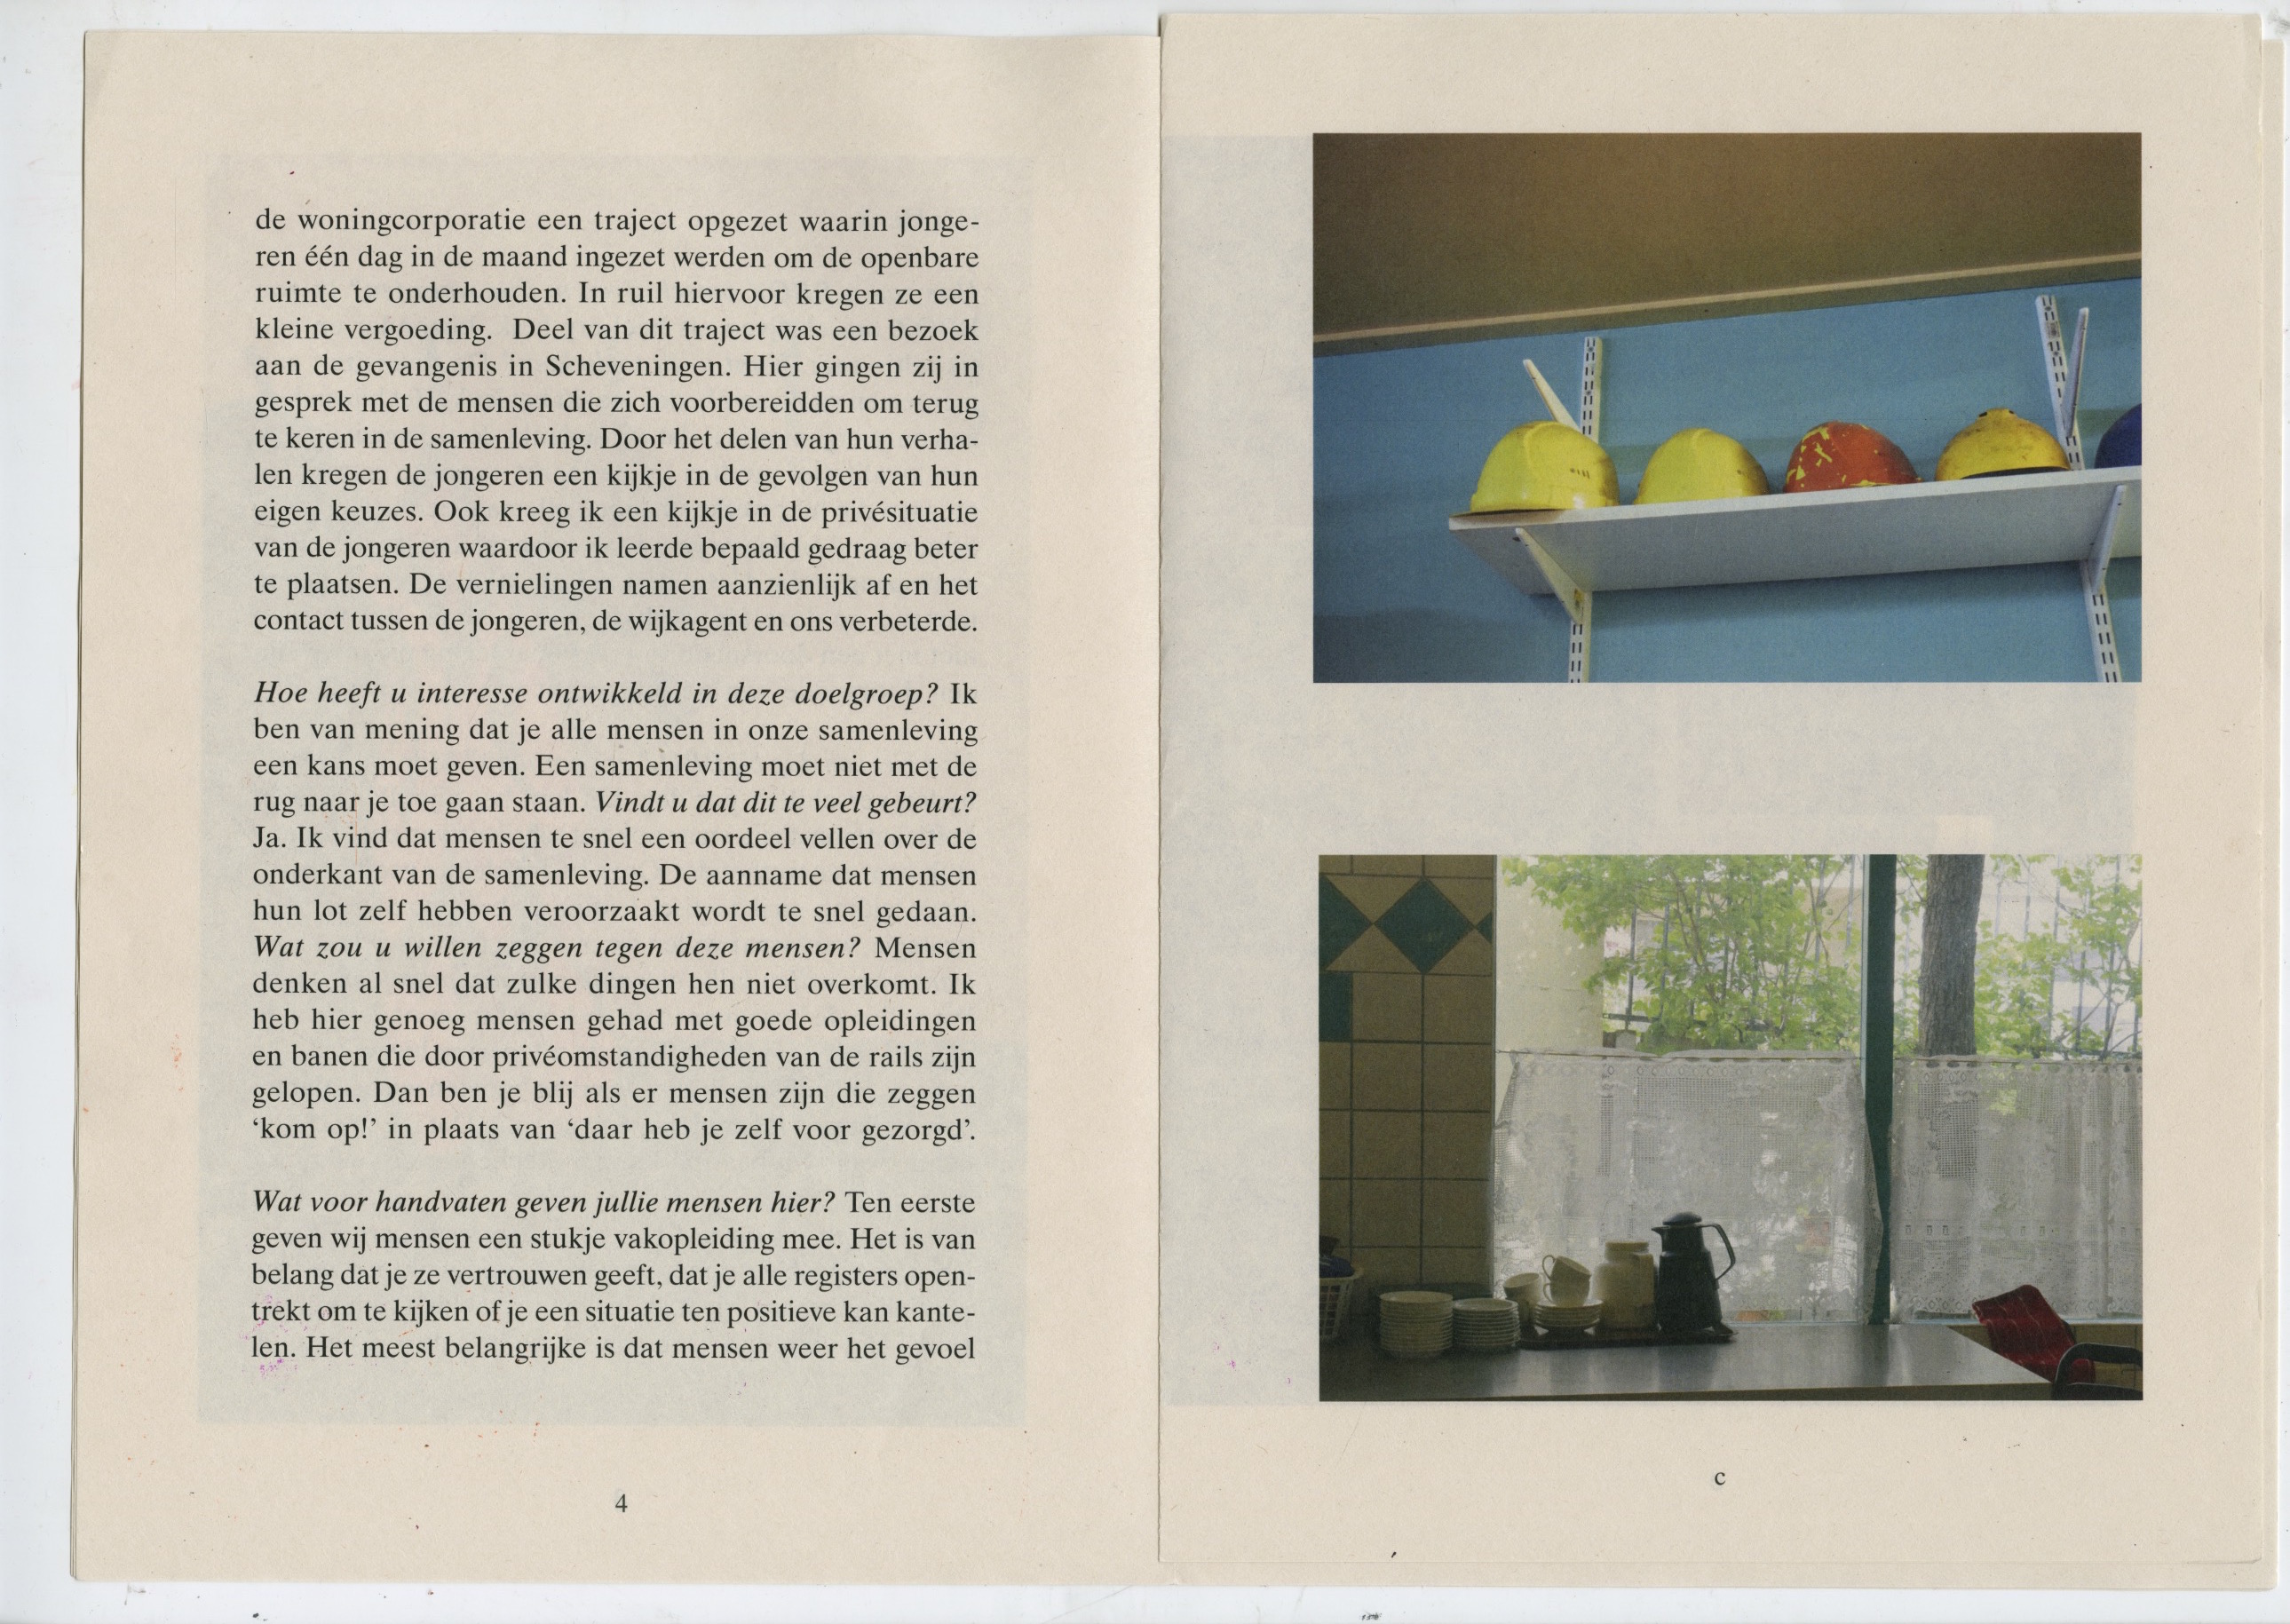 de woningcorporatie een traject opgezet waarin jonge-
ren één dag in de maand ingezet werden om de openbare
ruimte te onderhouden. In ruil hiervoor kregen ze een
kleine vergoeding. Deel van dit traject was een bezoek
aan de gevangenis in Scheveningen. Hier gingen zij in
gesprek met de mensen die zich voorbereidden om terug
te keren in de samenleving. Door het delen van hun verha-
len kregen de jongeren een kijkje in de gevolgen van hun
eigen keuzes. Ook kreeg ik een kijkje in de privésituatie
van de jongeren waardoor ik leerde bepaald gedraag beter
te plaatsen. De vernielingen namen aanzienlijk af en het
contact tussen de jongeren, de wijkagent en ons verbeterde.
Hoe heeft u interesse ontwikkeld in deze doelgroep? Ik
ben van mening dat je alle mensen in onze samenleving
een kans moet geven. Een samenleving moet niet met de
rug naar je toe gaan staan. Vindt u dat dit te veel gebeurt?
Ja. Ik vind dat mensen te snel een oordeel vellen over de
onderkant van de samenleving. De aanname dat mensen
hun lot zelf hebben veroorzaakt wordt te snel gedaan.
Wat zou u willen zeggen tegen deze mensen? Mensen
denken al snel dat zulke dingen hen niet overkomt. Ik
heb hier genoeg mensen gehad met goede opleidingen
en banen die door privéomstandigheden van de rails zijn
gelopen. Dan ben je blij als er mensen zijn die zeggen
‘kom op!’ in plaats van ‘daar heb je zelf voor gezorgd’.
Wat voor handvaten geven jullie mensen hier? Ten eerste
geven wij mensen een stukje vakopleiding mee. Het is van
belang dat je ze vertrouwen geeft, dat je alle registers open-
trekt om te kijken of je een situatie ten positieve kan kante-
len. Het meest belangrijke is dat mensen weer het gevoel
4
c